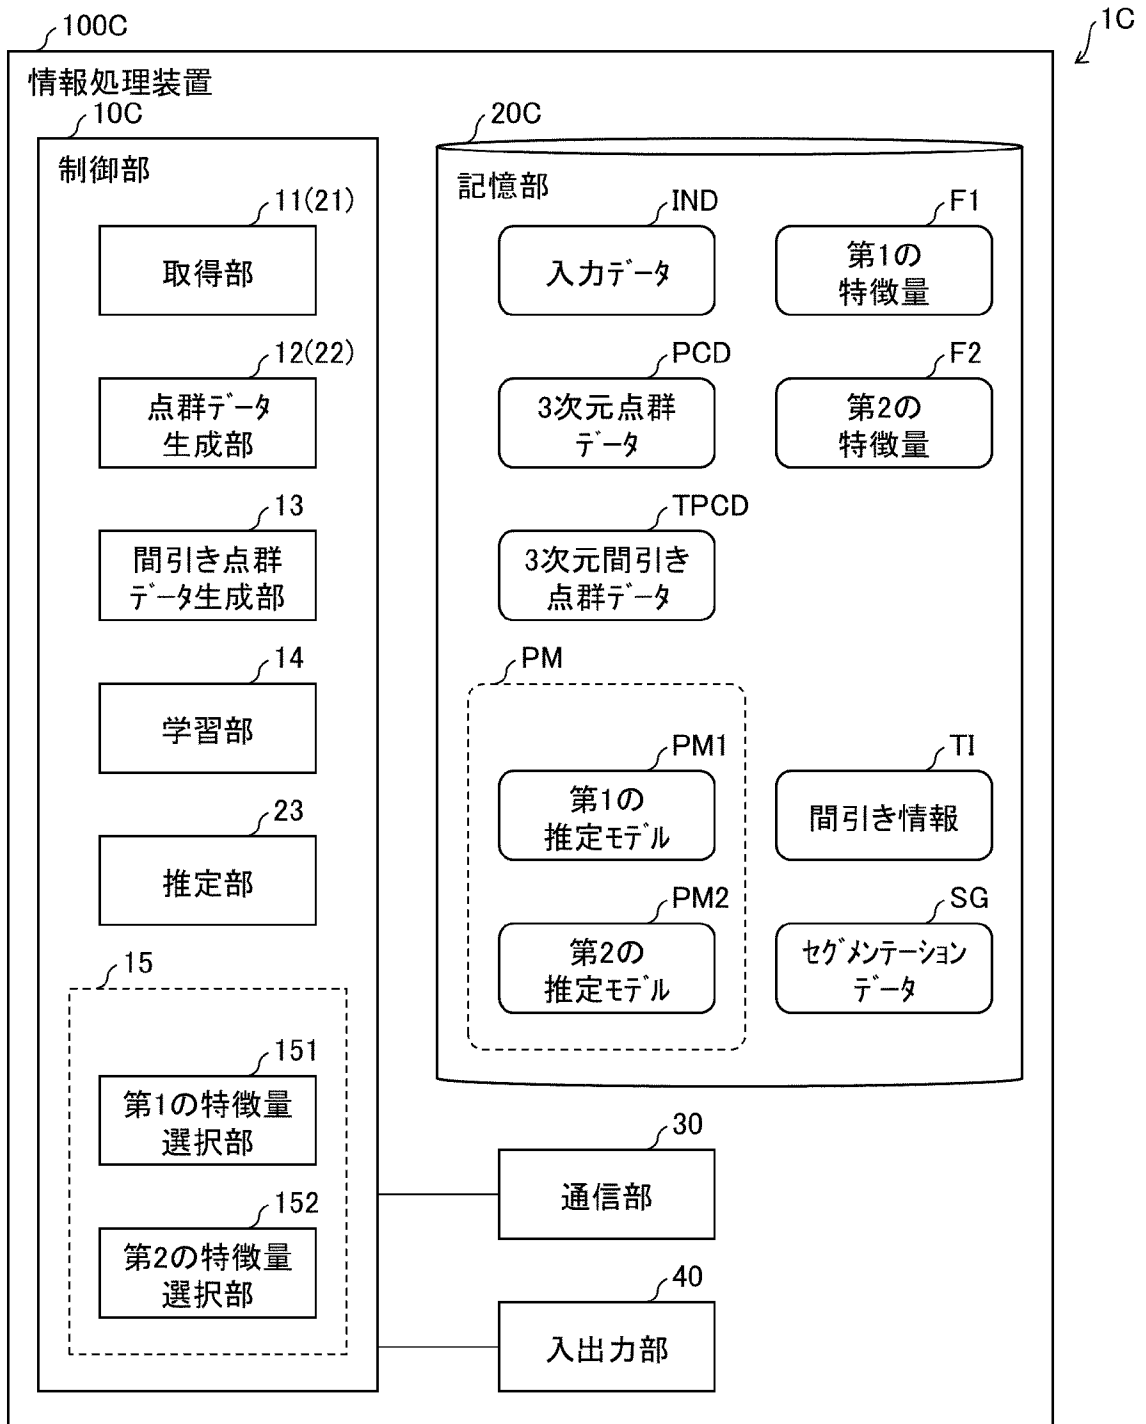 100C
1C
情報処理装置
10C
制御部
11(21)
取得部
12(22)
点群データ
生成部
13
間引き点群
データ生成部
14
学習部
23
推定部
15
151
第1の特徴量
選択部
152
第2の特徴量
選択部
20C
記憶部
IND
入力データ
F1
第1の
特徴量
PCD
3次元点群
データ
F2
第2の
特徴量
TPCD
3次元間引き
点群データ
PM
PM1
第1の
推定モデル
TI
間引き情報
PM2
第2の
推定モデル
SG
セグメンテーション
データ
30
通信部
40
入出力部